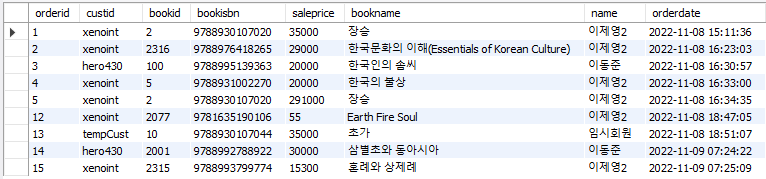 orderid custid bookid bookisbn saleprice bookname name orderdate
1 xenoint 2 9788930107020 35000 장승 이제영2 2022-11-08 15:11:36
2 xenoint 2316 9788976418265 29000 한국문화의 이해(Essentials of Korean Culture) 이제영2 2022-11-08 16:23:03
3 hero430 100 9788995139363 20000 한국인의 솜씨 이동준 2022-11-08 16:30:57
4 xenoint 5 9788931002270 20000 한국의 불상 이제영2 2022-11-08 16:33:00
5 xenoint 2 9788930107020 291000 장승 이제영2 2022-11-08 16:34:35
12 xenoint 2077 9781635190106 55 Earth Fire Soul 이제영2 2022-11-08 18:47:05
13 tempCust 10 9788930107044 35000 초가 임시회원 2022-11-08 18:51:07
14 hero430 2001 9788992788922 30000 삼별초와 동아시아 이동준 2022-11-09 07:24:22
15 xenoint 2315 9788993799774 15300 혼례와 상제례 이제영2 2022-11-09 07:25:09